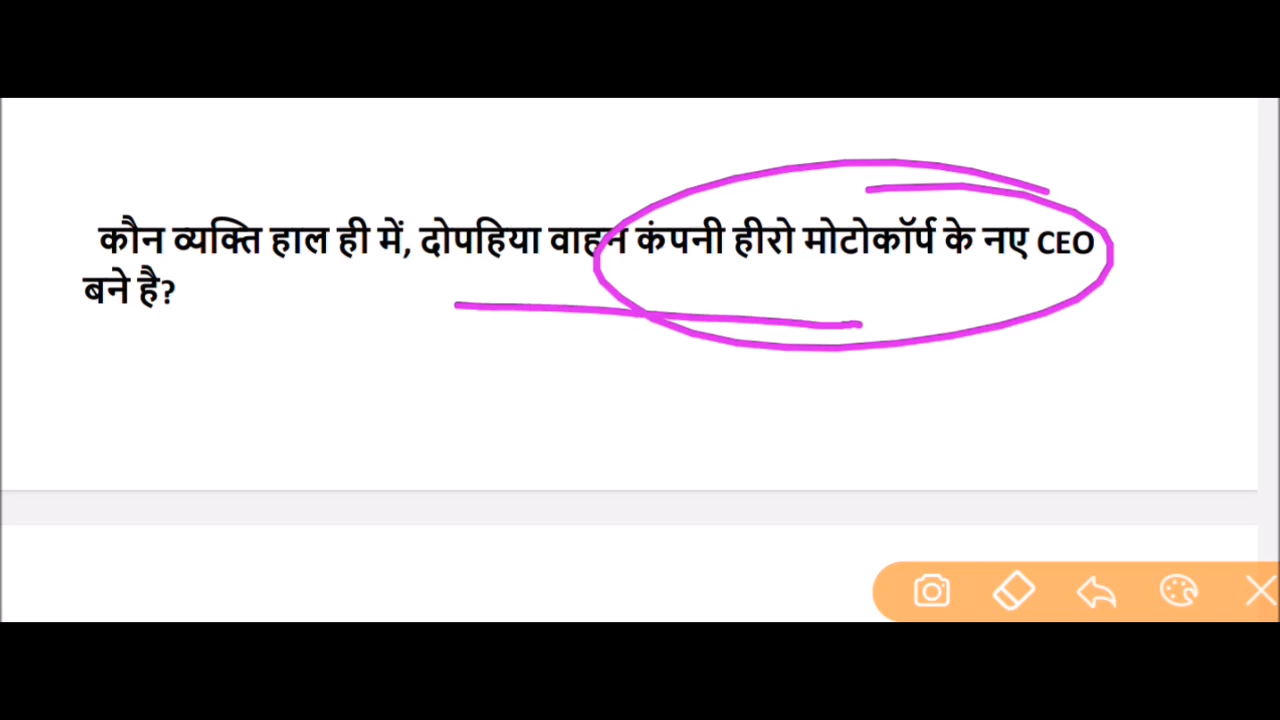 कौन व्यक्ति हाल ही में, दोपहिया वाहन कंपनी हीरो मोटोकॉर्प के नए CEO
बने है?